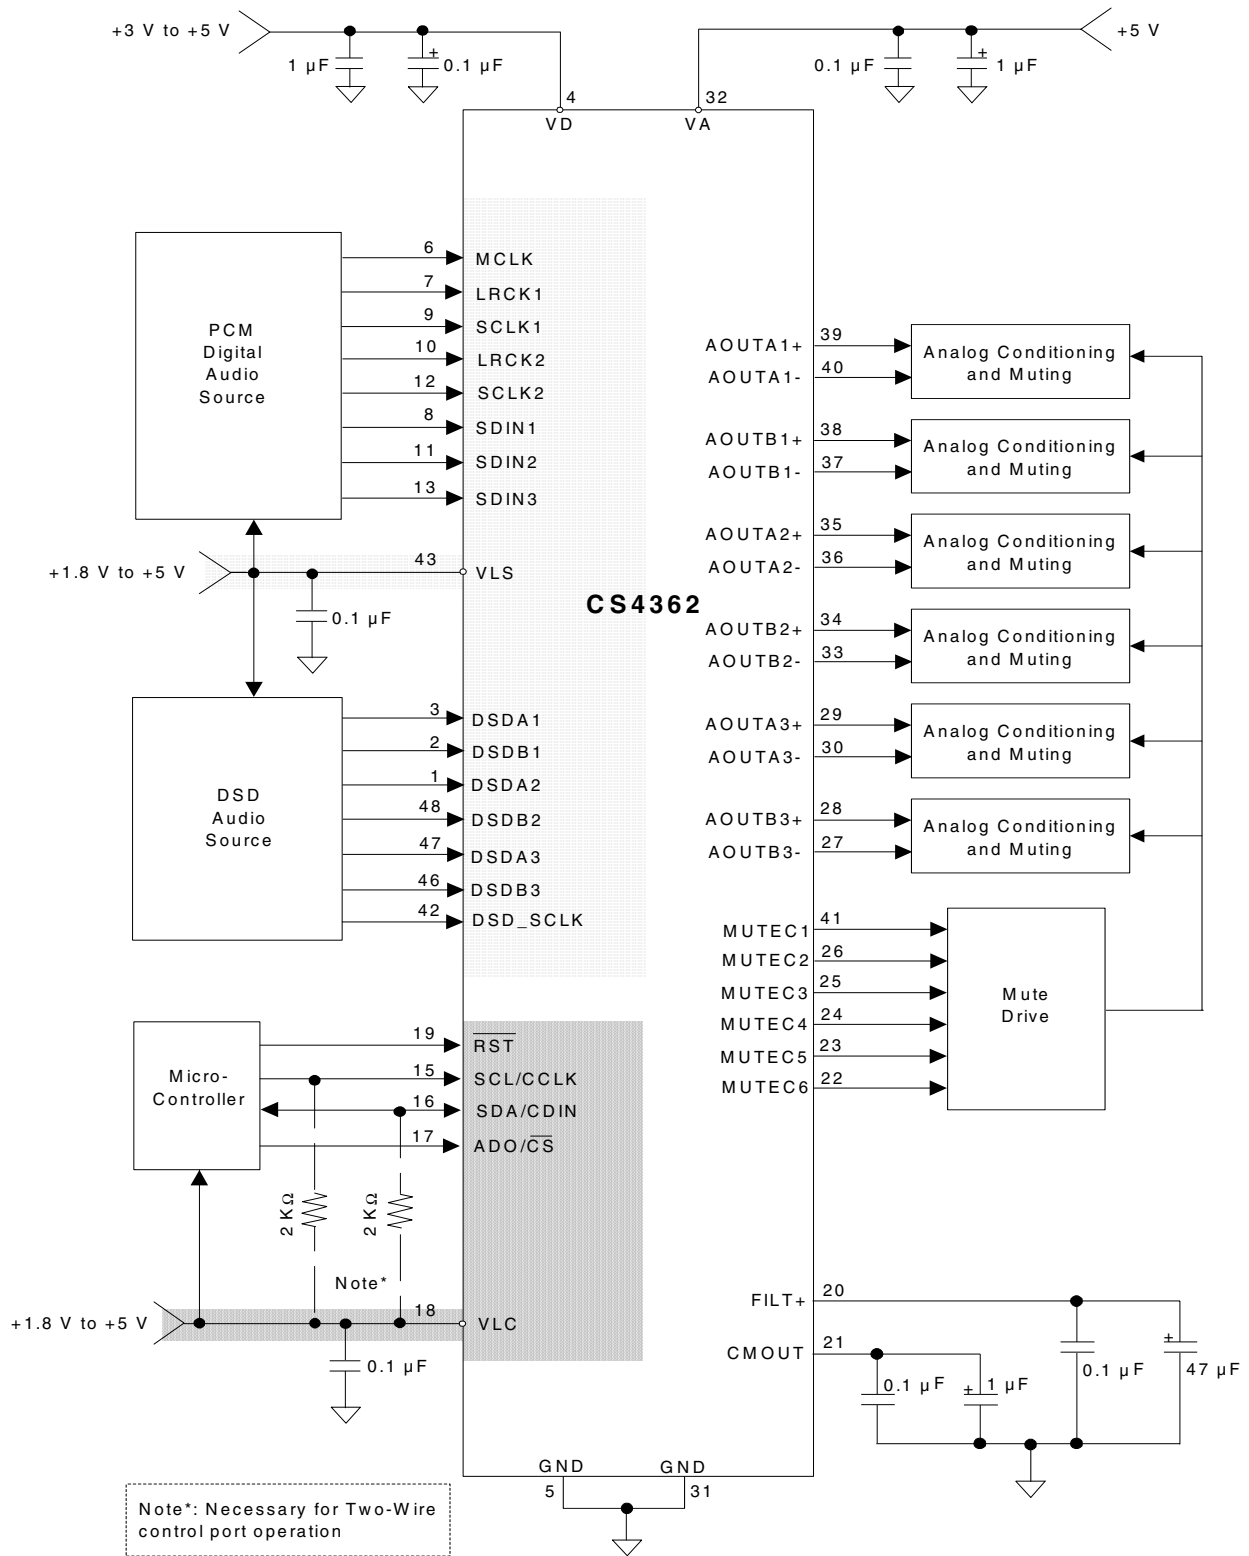 +3 V to +5 V
1 µF
+
0.1 µF
0.1 µF
+
1 µF
+5 V
4
32
VD
VA
PCM
Digital
Audio
Source
6
MCLK
7
LRCK1
9
SCLK1
10
LRCK2
12
SCLK2
8
SDIN1
11
SDIN2
13
SDIN3
+1.8 V to +5 V
43
VLS
0.1 µF
CS4362
DSD
Audio
Source
3
DSDA1
2
DSDB1
1
DSDA2
48
DSDB2
47
DSDA3
46
DSDB3
42
DSD_SCLK
Micro-
Controller
19
RST
15
SCL/CCLK
16
SDA/CDIN
17
ADO/CS
2 KΩ
2 KΩ
Note*
+1.8 V to +5 V
18
VLC
0.1 µF
AOUTA1+
39
AOUTA1-
40
Analog Conditioning
and Muting
AOUTB1+
38
AOUTB1-
37
Analog Conditioning
and Muting
AOUTA2+
35
AOUTA2-
36
Analog Conditioning
and Muting
AOUTB2+
34
AOUTB2-
33
Analog Conditioning
and Muting
AOUTA3+
29
AOUTA3-
30
Analog Conditioning
and Muting
AOUTB3+
28
AOUTB3-
27
Analog Conditioning
and Muting
MUTEC1
41
MUTEC2
26
MUTEC3
25
MUTEC4
24
MUTEC5
23
MUTEC6
22
Mute
Drive
FILT+
20
CMOUT
21
0.1 µF
+
1 µF
0.1 µF
+
47 µF
GND
GND
5
31
Note*: Necessary for Two-Wire
control port operation